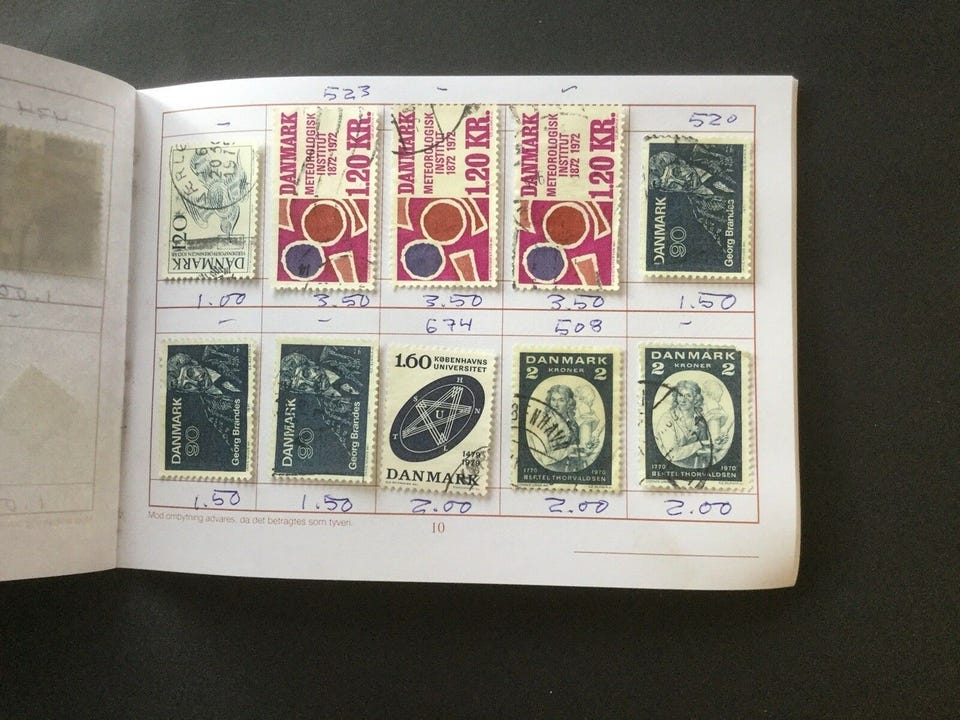 523 - -
- 520
DANMARK
120
DANMARK
METEOROLOGISK
INSTITUT
1872-1972
1.20 KR.
DANMARK
METEOROLOGISK
INSTITUT
1872-1972
1.20 KR.
DANMARK
METEOROLOGISK
INSTITUT
1872-1972
1.20 KR.
DANMARK
90
Georg Brandes
1.00 3.50 3.50 3.50 1.50
- - 674 508 -
DANMARK
90
Georg Brandes
DANMARK
90
Georg Brandes
1.60 KØBENHAVNS
UNIVERSITET
H
S U N
T I
1479
1979
DANMARK
DANMARK
2 KRONER 2
1770 1970
BERTEL THORVALDSEN
DANMARK
2 KRONER 2
1770 1970
BERTEL THORVALDSEN
1.50 1.50 2.00 2.00 2.00
Mod ombytning advares, da det betragtes som tyveri.
10